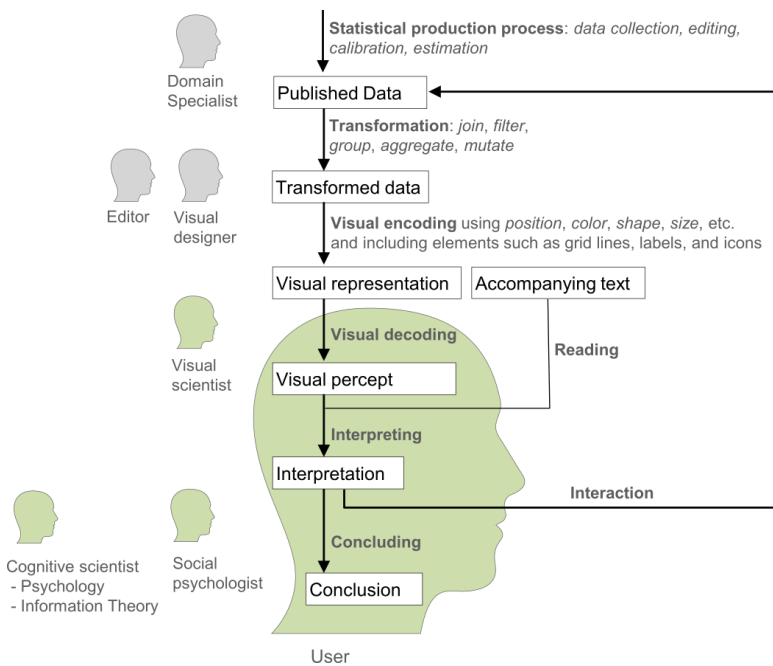 Statistical production process: data collection, editing,
calibration, estimation
Domain
Specialist
Published Data
Transformation: join, filter,
group, aggregate, mutate
Editor
Visual
designer
Transformed data
Visual encoding using position, color, shape, size, etc.
and including elements such as grid lines, labels, and icons
Visual representation
Accompanying text
Visual decoding
Reading
Visual
scientist
Visual percept
Interpreting
Interpretation
Interaction
Concluding
Cognitive scientist
- Psychology
- Information Theory
Social
psychologist
Conclusion
User